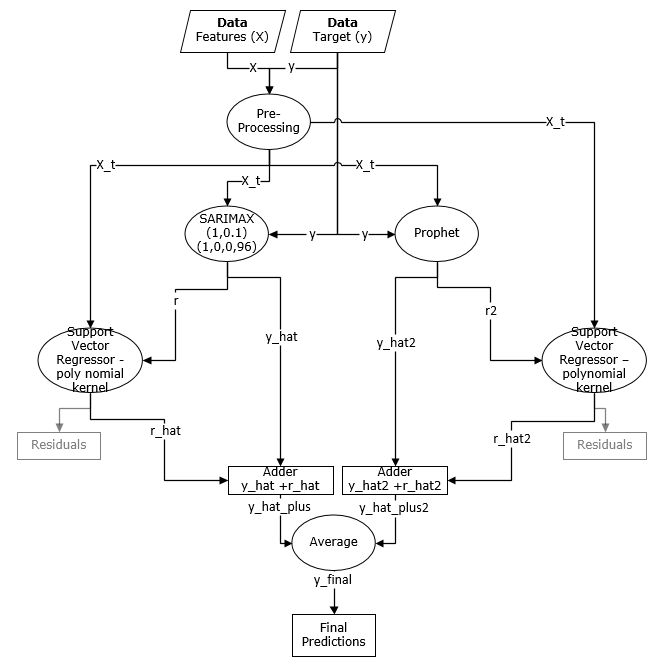 Data
Features (X)
Data
Target (y)
X
y
Pre-
Processing
X_t
X_t
X_t
X_t
SARIMAX
(1,0.1)
(1,0,0,96)
y
y
Prophet
r
r2
y_hat
y_hat2
Support
Vector
Regressor -
poly nomial
kernel
Support
Vector
Regressor –
polynomial
kernel
Residuals
r_hat
r_hat2
Residuals
Adder
y_hat +r_hat
Adder
y_hat2 +r_hat2
y_hat_plus
y_hat_plus2
Average
y_final
Final
Predictions